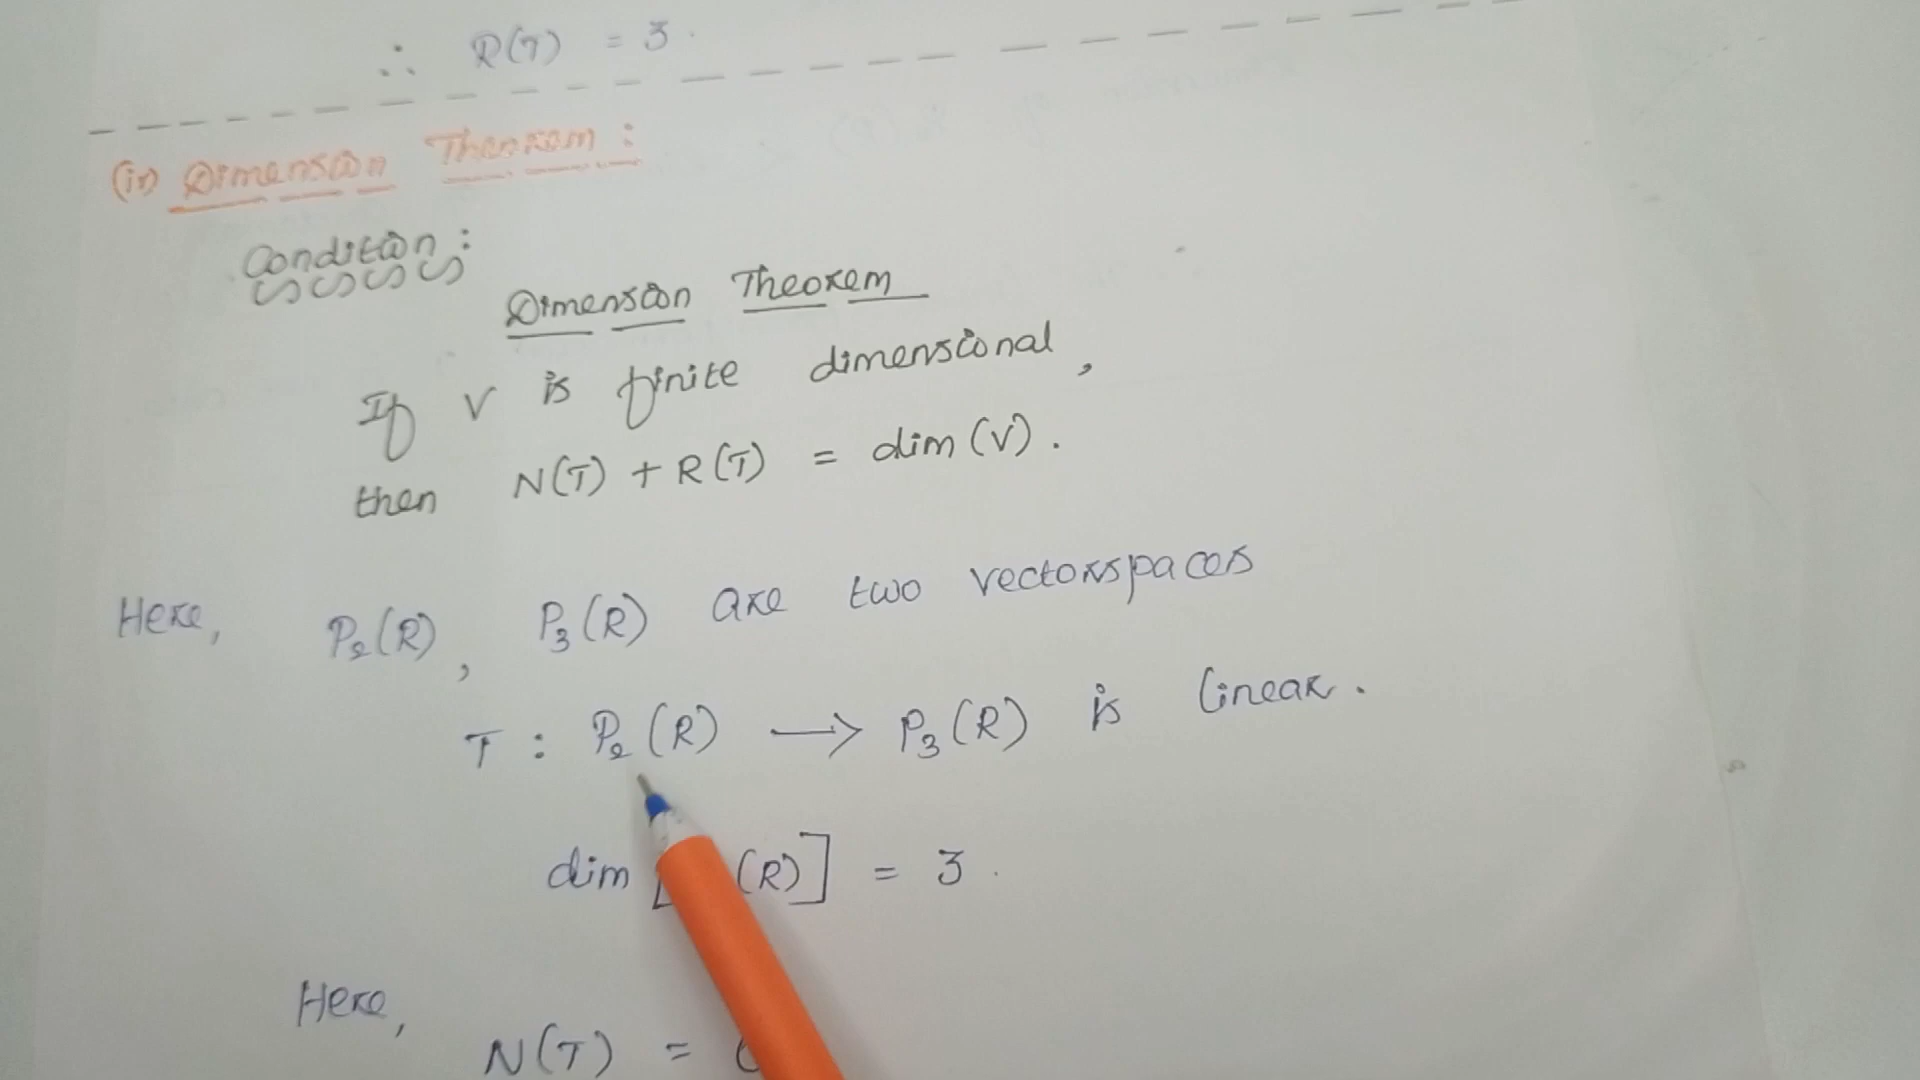 ∴ R(T) = 3.
(iv) Dimension Theorem :
Condition :
Dimension Theorem
If V is finite dimensional,
then N(T) + R(T) = dim (V).
Here, P₂(R), P₃(R) are two vectorspaces
T : P₂(R) → P₃(R) is linear.
dim [ (R)] = 3.
Here,
N(T) =